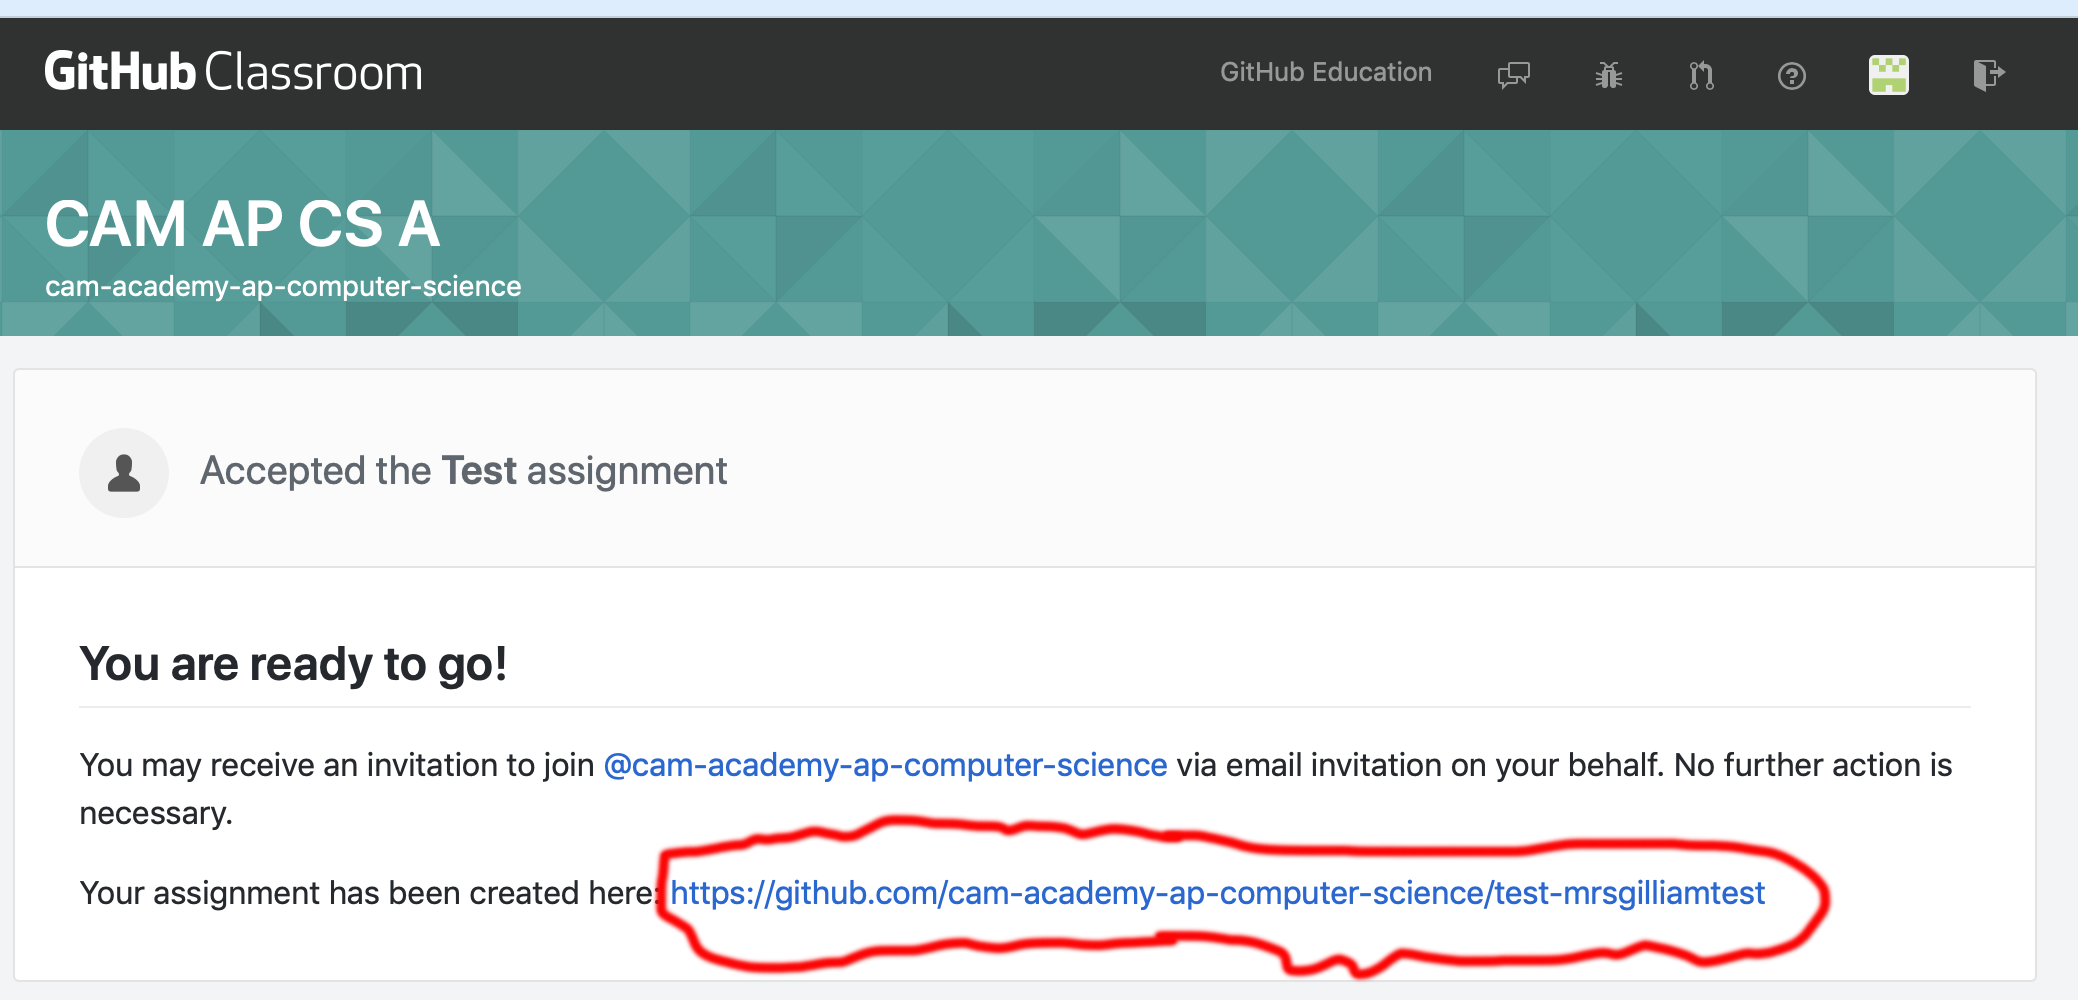 GitHub Classroom
GitHub Education
CAM AP CS A
cam-academy-ap-computer-science
Accepted the Test assignment
You are ready to go!
You may receive an invitation to join @cam-academy-ap-computer-science via email invitation on your behalf. No further action is
necessary.
Your assignment has been created here: https://github.com/cam-academy-ap-computer-science/test-mrsgilliamtest